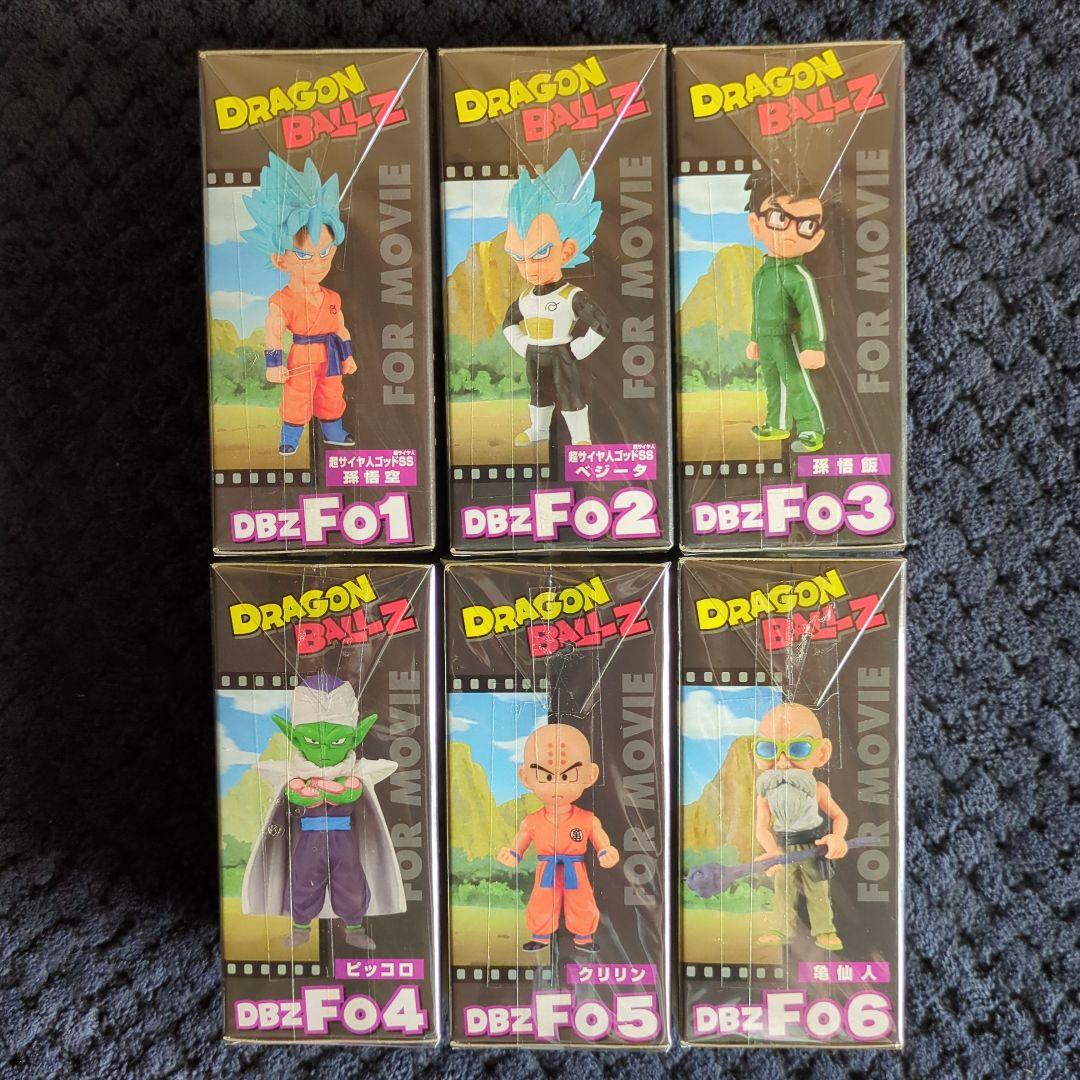 DRAGON
BALL Z
FOR MOVIE
超サイヤ人ゴッドSS
孫悟空
DBZ F01
DRAGON
BALL Z
FOR MOVIE
超サイヤ人ゴッドSS
ベジータ
DBZ F02
DRAGON
BALL Z
FOR MOVIE
孫悟飯
DBZ F03
DRAGON
BALL Z
FOR MOVIE
ピッコロ
DBZ F04
DRAGON
BALL Z
FOR MOVIE
亀
クリリン
DBZ F05
DRAGON
BALL Z
FOR MOVIE
亀仙人
DBZ F06